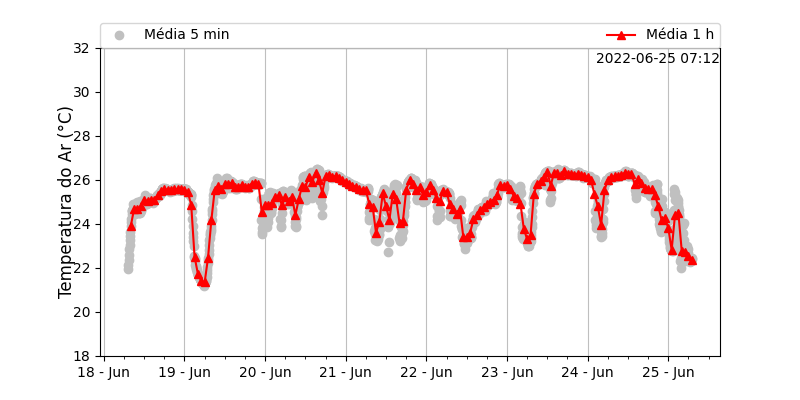 Média 5 min
Média 1 h
2022-06-25 07:12
Temperatura do Ar (°C)
32
30
28
26
24
22
20
18
18 - Jun
19 - Jun
20 - Jun
21 - Jun
22 - Jun
23 - Jun
24 - Jun
25 - Jun